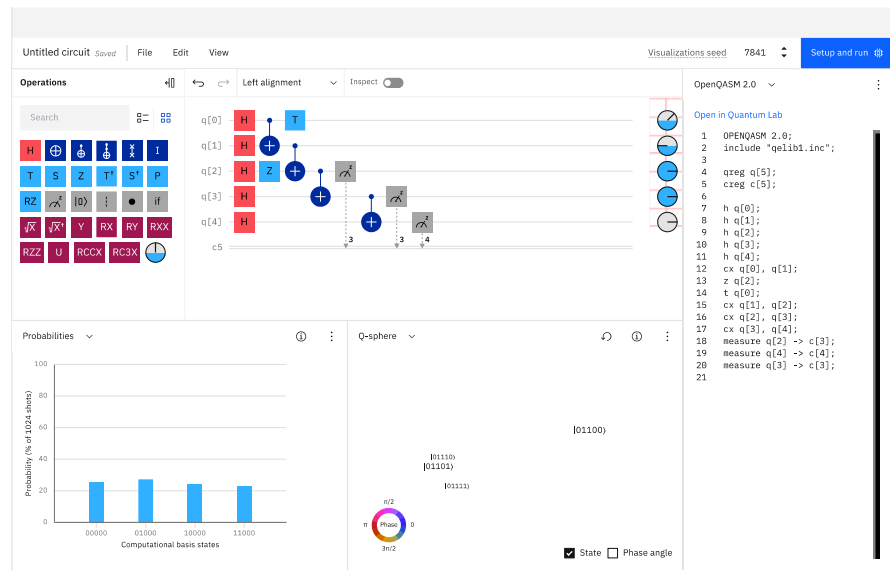 Untitled circuit Saved File Edit View Visualizations seed 7841 Setup and run
Operations Left alignment Inspect OpenQASM 2.0
Search
H I
T S Z T† S† P
RZ z |0⟩ if
√X √X† Y RX RY RXX
RZZ U RCCX RC3X
q[0] H T
q[1] H
q[2] H Z z
q[3] H z
q[4] H z
c5 3 3 4
Open in Quantum Lab
1 OPENQASM 2.0;
2 include "qelib1.inc";
3
4 qreg q[5];
5 creg c[5];
6
7 h q[0];
8 h q[1];
9 h q[2];
10 h q[3];
11 h q[4];
12 cx q[0], q[1];
13 z q[2];
14 t q[0];
15 cx q[1], q[2];
16 cx q[2], q[3];
17 cx q[3], q[4];
18 measure q[2] -> c[3];
19 measure q[4] -> c[4];
20 measure q[3] -> c[3];
21
Probabilities
Probability (% of 1024 shots)
100
80
60
40
20
0
00000 01000 10000 11000
Computational basis states
Q-sphere
|01100⟩
|01110⟩
|01101⟩
|01111⟩
π/2
π Phase 0
3π/2
State Phase angle